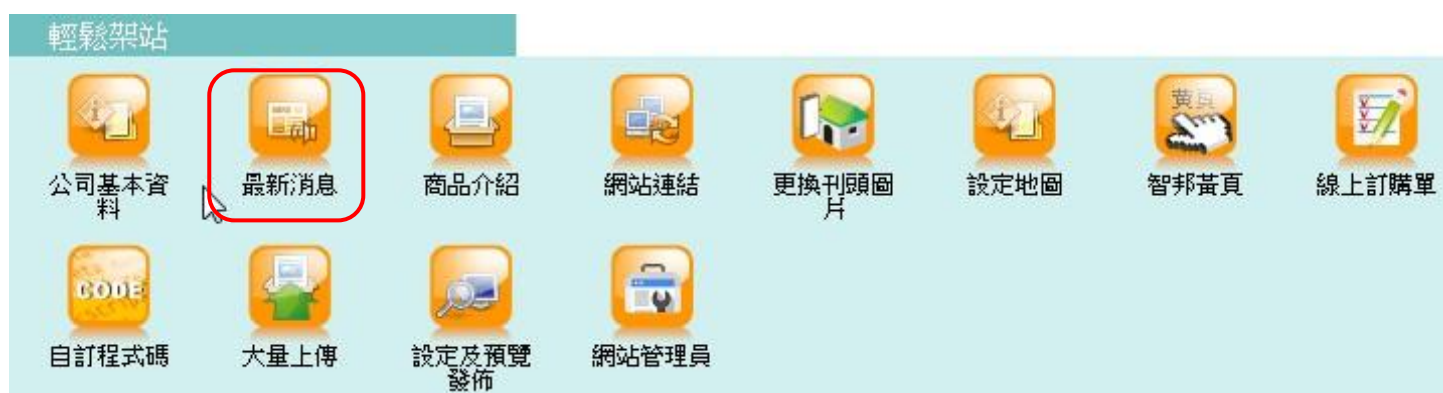 輕鬆架站
公司基本資
料
最新消息
商品介紹
網站連結
更換刊頭圖
片
設定地圖
黃頁
智邦黃頁
線上訂購單
CODE
自訂程式碼
大量上傳
設定及預覽
發佈
網站管理員